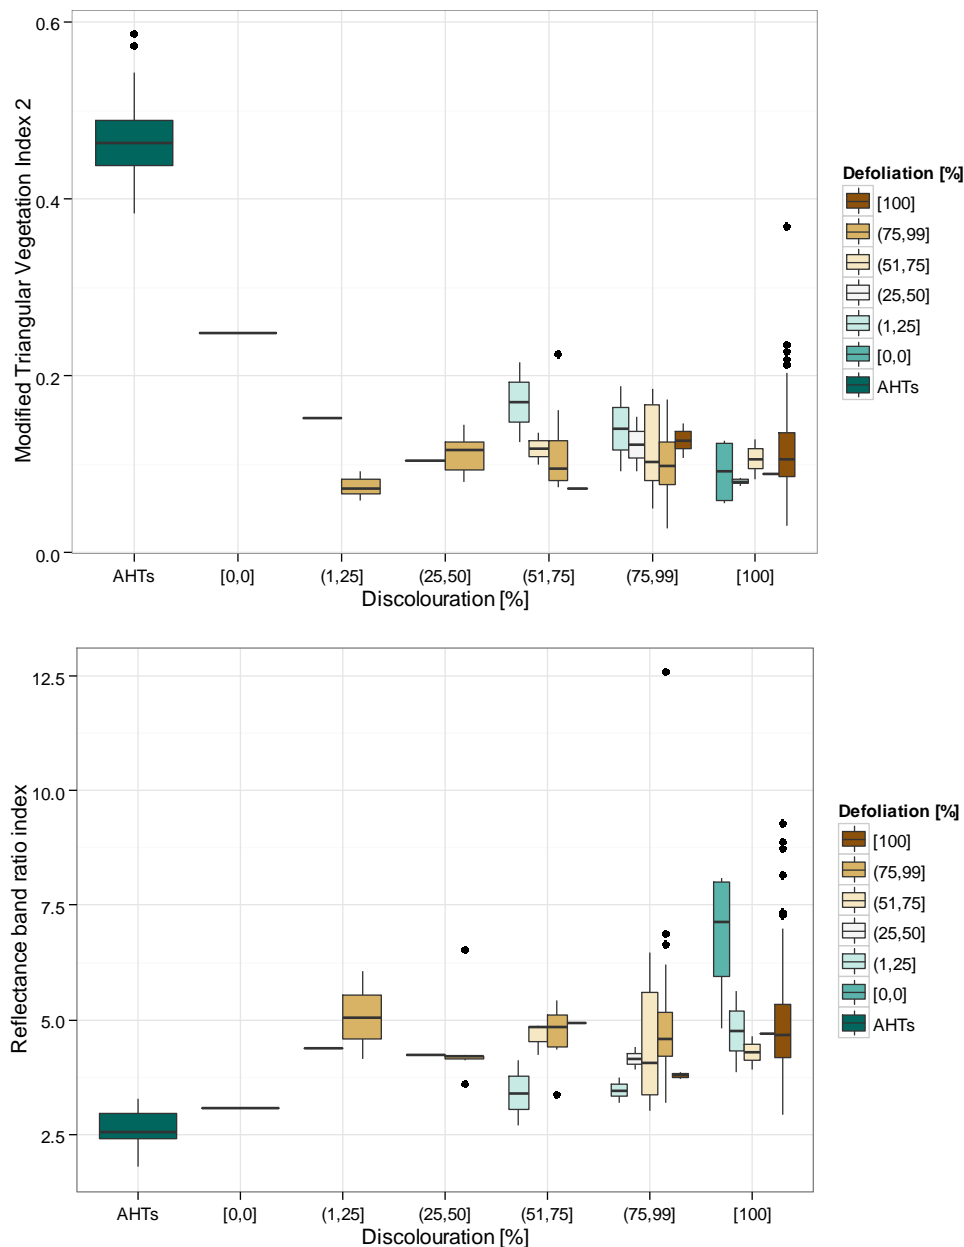 Modified Triangular Vegetation Index 2
0.6
0.4
0.2
0.0
AHTs [0,0] (1,25] (25,50] (51,75] (75,99] [100]
Discolouration [%]
Defoliation [%]
[100]
(75,99]
(51,75]
(25,50]
(1,25]
[0,0]
AHTs
Reflectance band ratio index
12.5
10.0
7.5
5.0
2.5
AHTs [0,0] (1,25] (25,50] (51,75] (75,99] [100]
Discolouration [%]
Defoliation [%]
[100]
(75,99]
(51,75]
(25,50]
(1,25]
[0,0]
AHTs